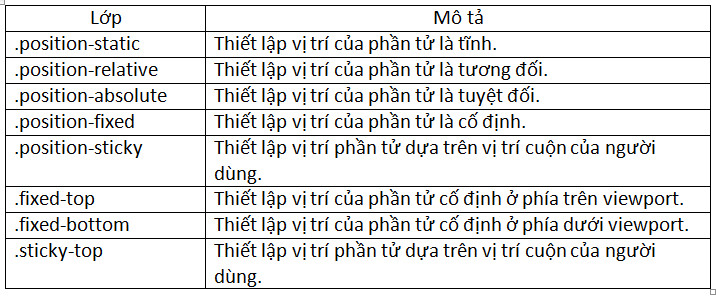 Lớp Mô tả
.position-static Thiết lập vị trí của phần tử là tĩnh.
.position-relative Thiết lập vị trí của phần tử là tương đối.
.position-absolute Thiết lập vị trí của phần tử là tuyệt đối.
.position-fixed Thiết lập vị trí của phần tử là cố định.
.position-sticky Thiết lập vị trí phần tử dựa trên vị trí cuộn của người
dùng.
.fixed-top Thiết lập vị trí của phần tử cố định ở phía trên viewport.
.fixed-bottom Thiết lập vị trí của phần tử cố định ở phía dưới viewport.
.sticky-top Thiết lập vị trí phần tử dựa trên vị trí cuộn của người
dùng.